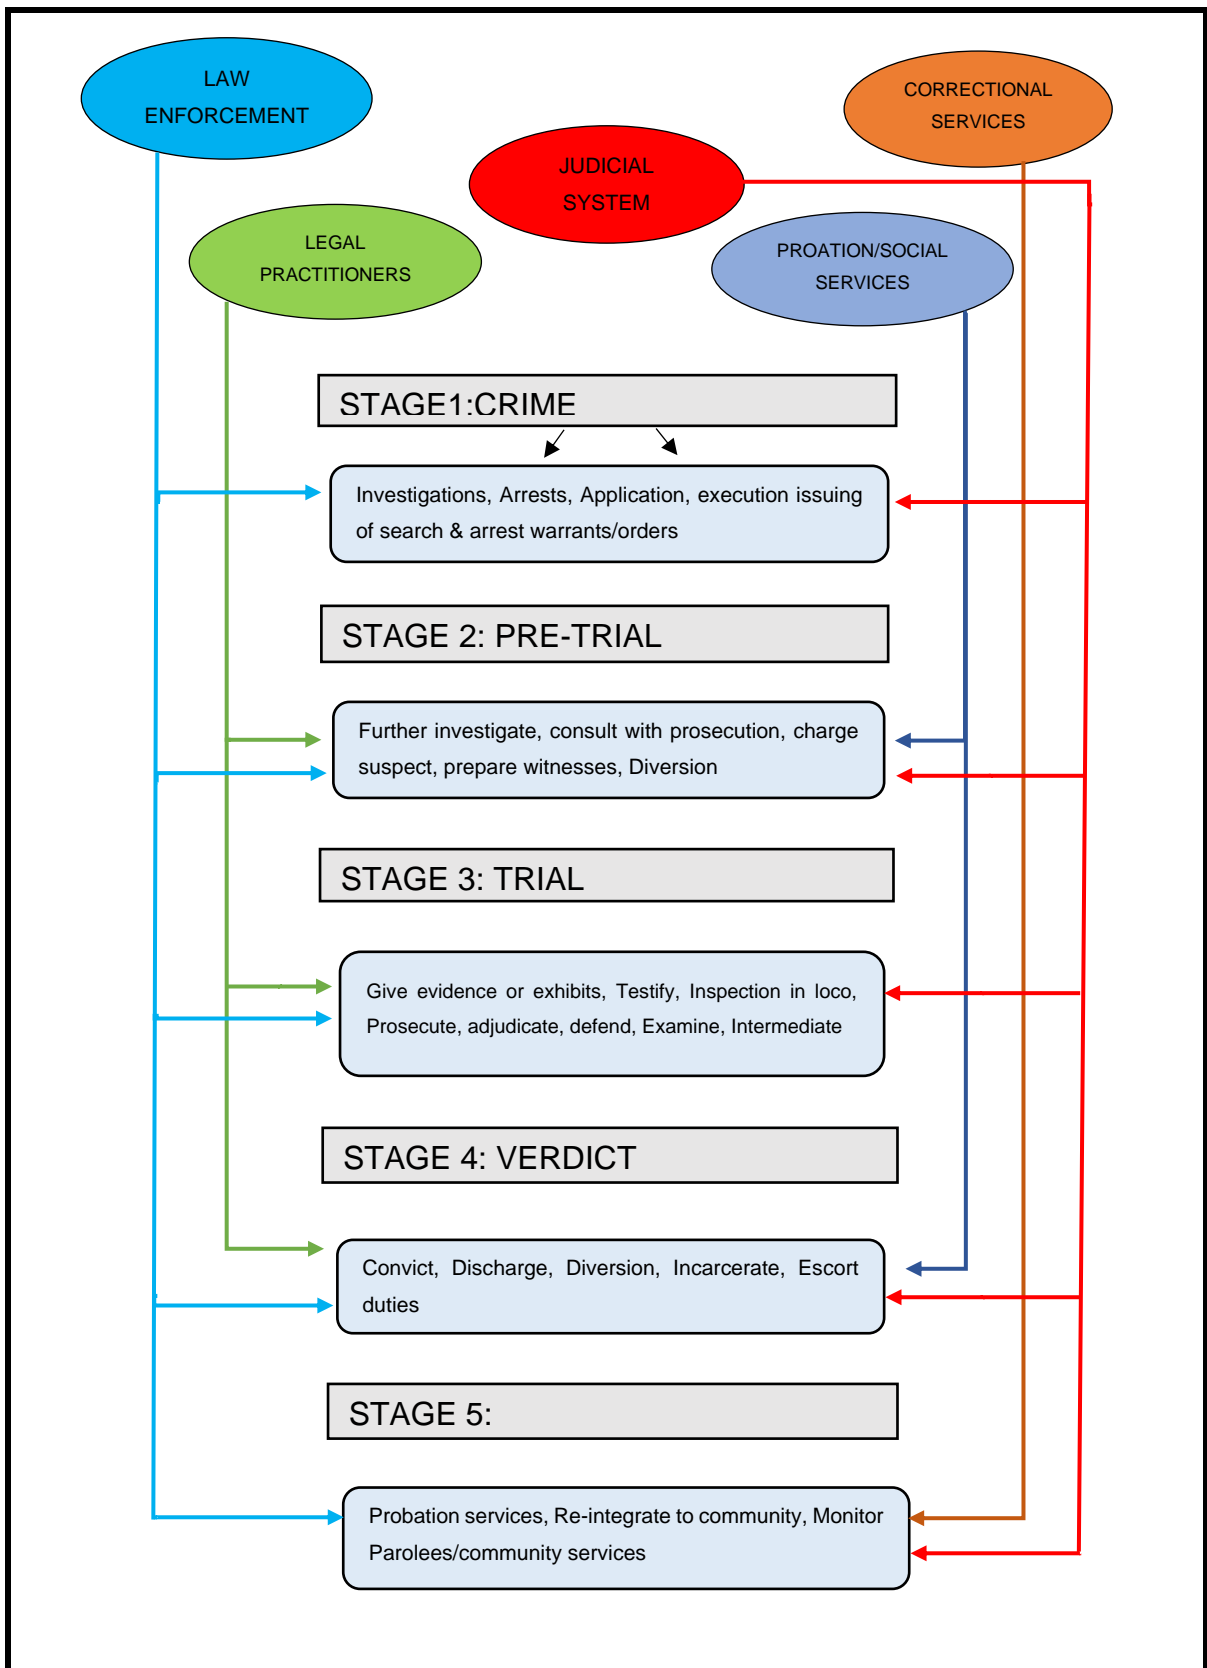 LAW
ENFORCEMENT
CORRECTIONAL
SERVICES
JUDICIAL
SYSTEM
LEGAL
PRACTITIONERS
PROATION/SOCIAL
SERVICES
STAGE1:CRIME
Investigations, Arrests, Application, execution issuing
of search & arrest warrants/orders
STAGE 2: PRE-TRIAL
Further investigate, consult with prosecution, charge
suspect, prepare witnesses, Diversion
STAGE 3: TRIAL
Give evidence or exhibits, Testify, Inspection in loco,
Prosecute, adjudicate, defend, Examine, Intermediate
STAGE 4: VERDICT
Convict, Discharge, Diversion, Incarcerate, Escort
duties
STAGE 5:
Probation services, Re-integrate to community, Monitor
Parolees/community services